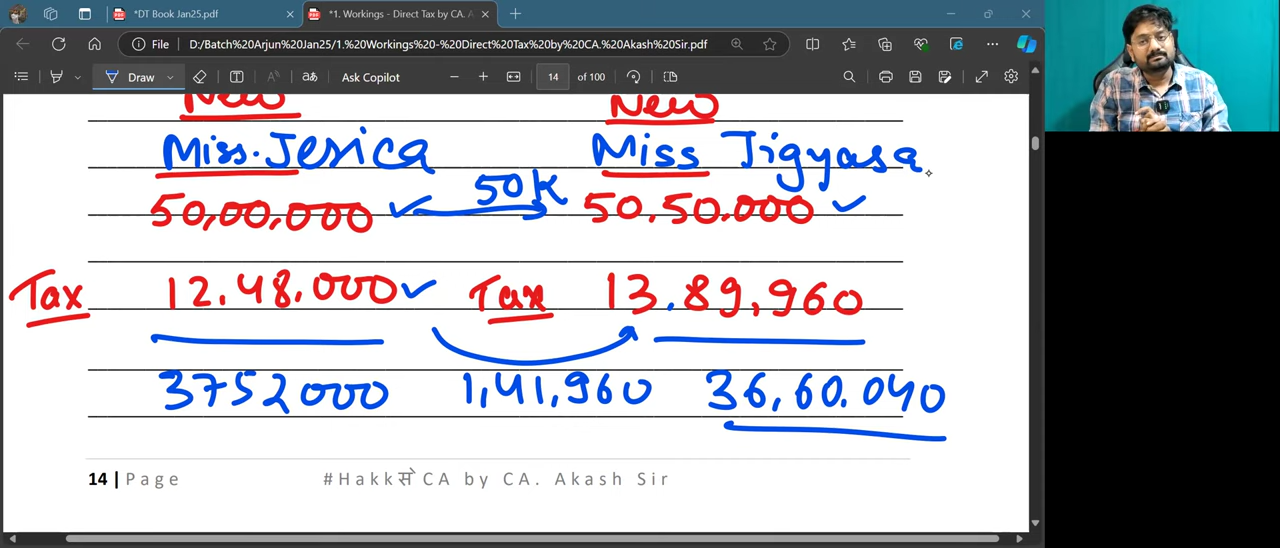 *DT Book Jan25.pdf
*1. Workings - Direct Tax by CA. A
File
D:/Batch%20Arjun%20Jan25/1.%20Workings%20-%20Direct%20Tax%20by%20CA.%20Akash%20Sir.pdf
Draw
Ask Copilot
14 of 100
New New
Miss.Jerica Miss Jigyasa
50K
50,00,000 50.50.000
Tax 12.48.000 Tax 13.89,960
3752000 1,41,960 36,60.040
14 | Page #Hakkसे CA by CA. Akash Sir